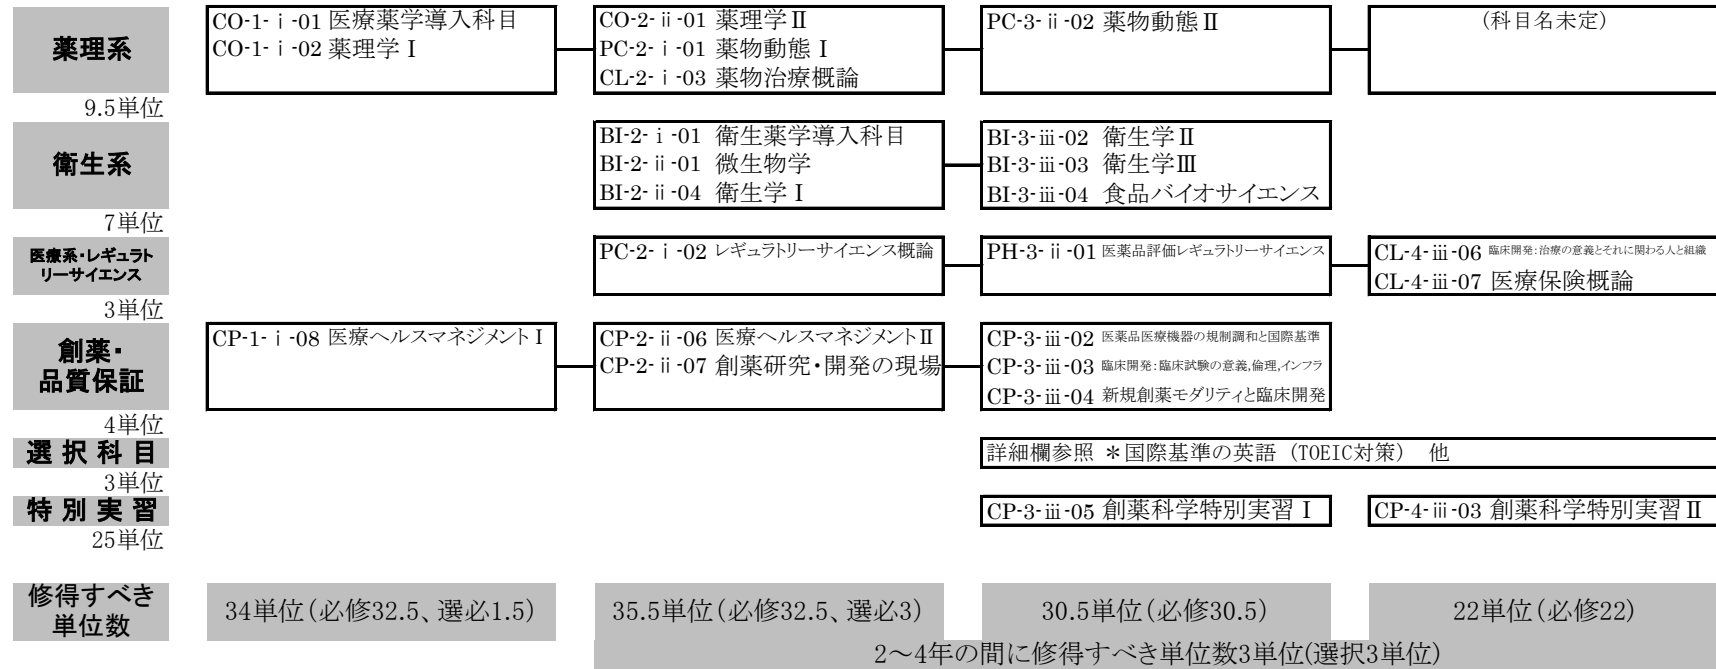 薬理系
9.5単位
CO-1-ⅰ-01 医療薬学導入科目
CO-1-ⅰ-02 薬理学Ⅰ
CO-2-ⅱ-01 薬理学Ⅱ
PC-2-ⅰ-01 薬物動態Ⅰ
CL-2-ⅰ-03 薬物治療概論
PC-3-ⅱ-02 薬物動態Ⅱ
(科目名未定)
衛生系
7単位
BI-2-ⅰ-01 衛生薬学導入科目
BI-2-ⅱ-01 微生物学
BI-2-ⅱ-04 衛生学Ⅰ
BI-3-ⅲ-02 衛生学Ⅱ
BI-3-ⅲ-03 衛生学Ⅲ
BI-3-ⅲ-04 食品バイオサイエンス
医療系・レギュラト
リーサイエンス
3単位
PC-2-ⅰ-02 レギュラトリーサイエンス概論
PH-3-ⅱ-01 医薬品評価レギュラトリーサイエンス
CL-4-ⅲ-06 臨床開発:治療の意義とそれに関わる人と組織
CL-4-ⅲ-07 医療保険概論
創薬・
品質保証
4単位
CP-1-ⅰ-08 医療ヘルスマネジメントⅠ
CP-2-ⅱ-06 医療ヘルスマネジメントⅡ
CP-2-ⅱ-07 創薬研究・開発の現場
CP-3-ⅲ-02 医薬品医療機器の規制調和と国際基準
CP-3-ⅲ-03 臨床開発:臨床試験の意義,倫理,インフラ
CP-3-ⅲ-04 新規創薬モダリティと臨床開発
選択科目
3単位
詳細欄参照 *国際基準の英語 (TOEIC対策) 他
特別実習
25単位
CP-3-ⅲ-05 創薬科学特別実習Ⅰ
CP-4-ⅲ-03 創薬科学特別実習Ⅱ
修得すべき
単位数
34単位(必修32.5、選必1.5)
35.5単位(必修32.5、選必3)
30.5単位(必修30.5)
22単位(必修22)
2～4年の間に修得すべき単位数3単位(選択3単位)